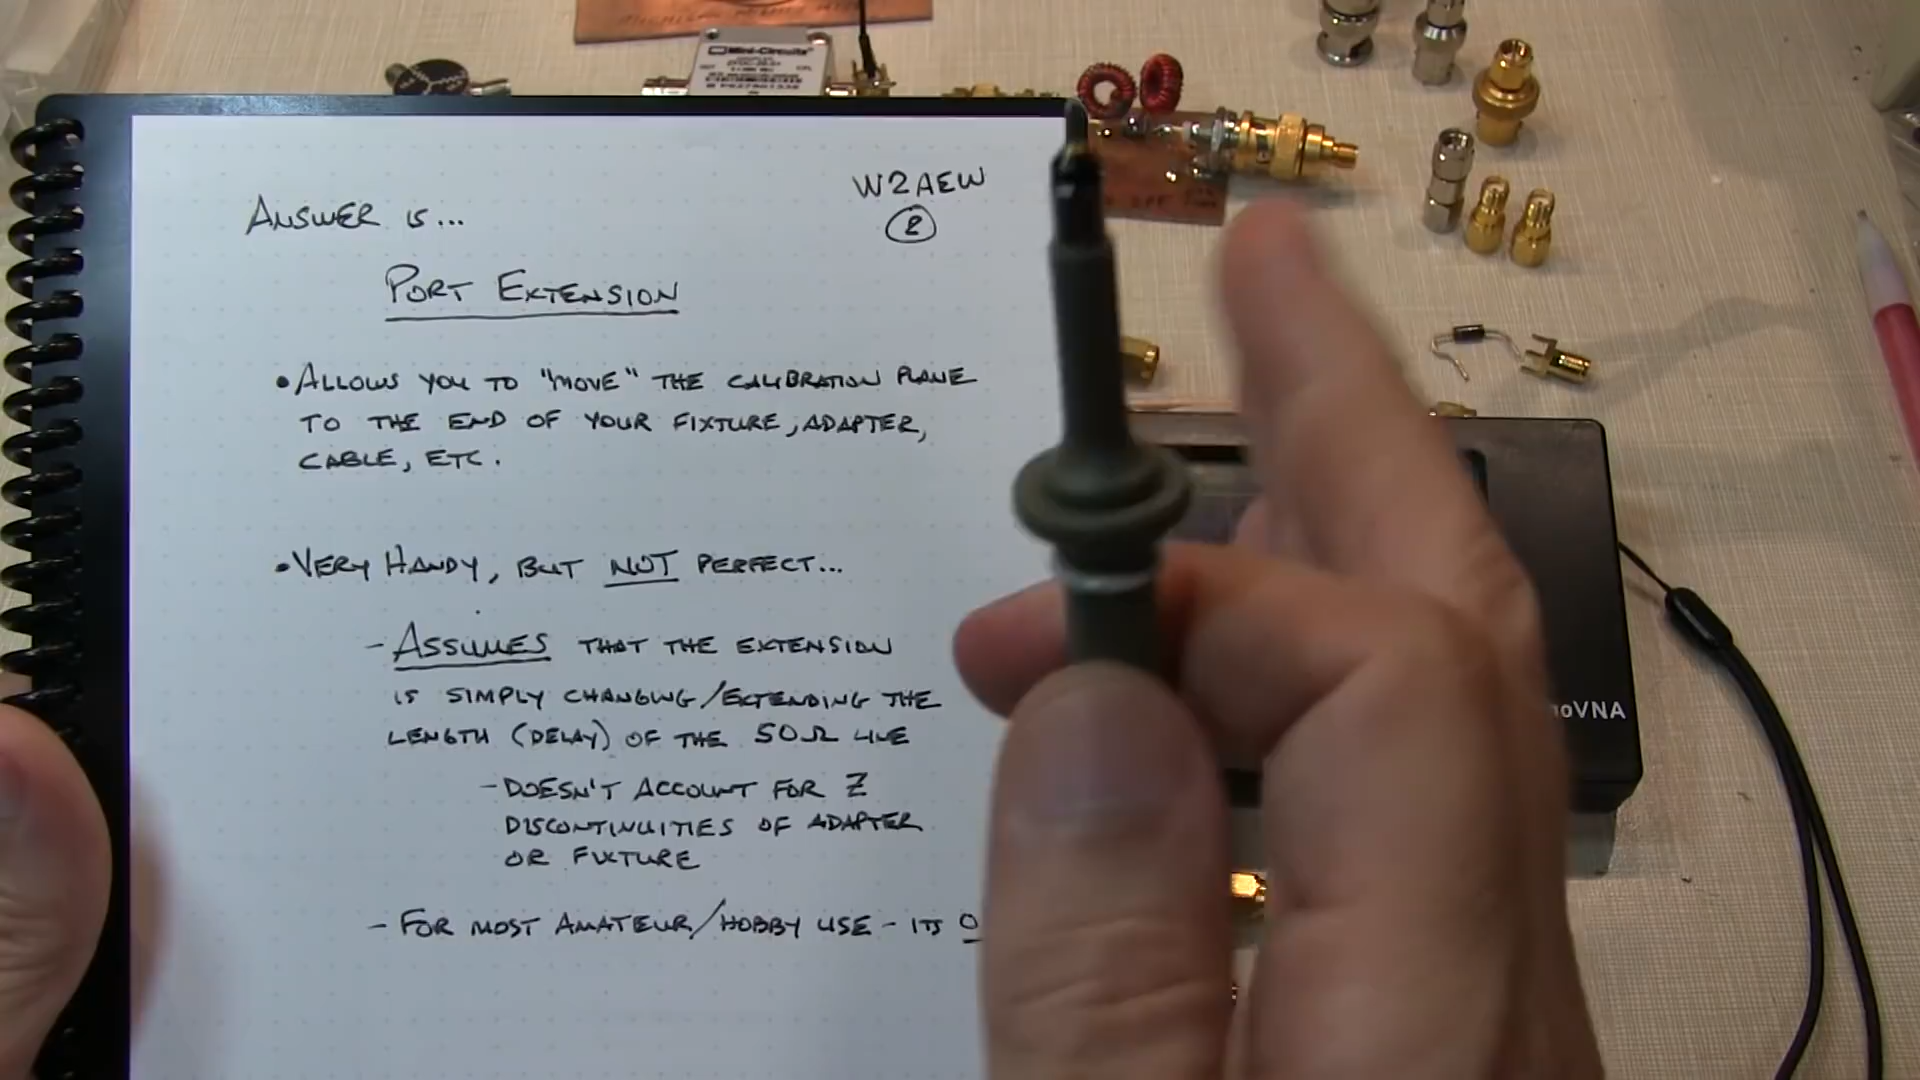 Mini-Circuits
W2AEW
2
ANSWER IS...
PORT EXTENSION
• ALLOWS YOU TO "MOVE" THE CALIBRATION PLANE
TO THE END OF YOUR FIXTURE, ADAPTER,
CABLE, ETC.
• VERY HANDY, BUT NOT PERFECT...
- ASSUMES THAT THE EXTENSION
IS SIMPLY CHANGING/EXTENDING THE
LENGTH (DELAY) OF THE 50Ω LINE
- DOESN'T ACCOUNT FOR Z
DISCONTINUITIES OF ADAPTER
OR FIXTURE
- FOR MOST AMATEUR/HOBBY USE - ITS O
noVNA